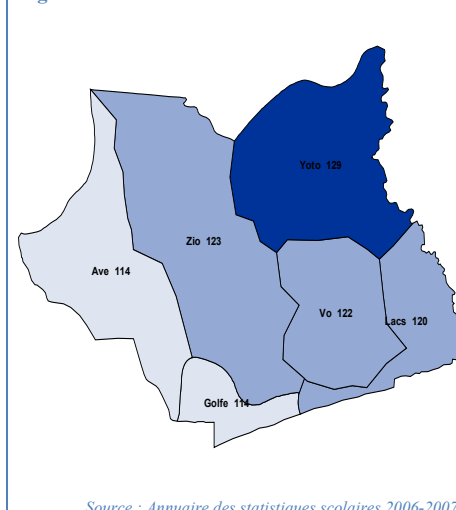 Yoto 129
Zio 123
Ave 114
Vo 122
Lacs 120
Golfe 114
Source : Annuaire des statistiques scolaires 2006-2007